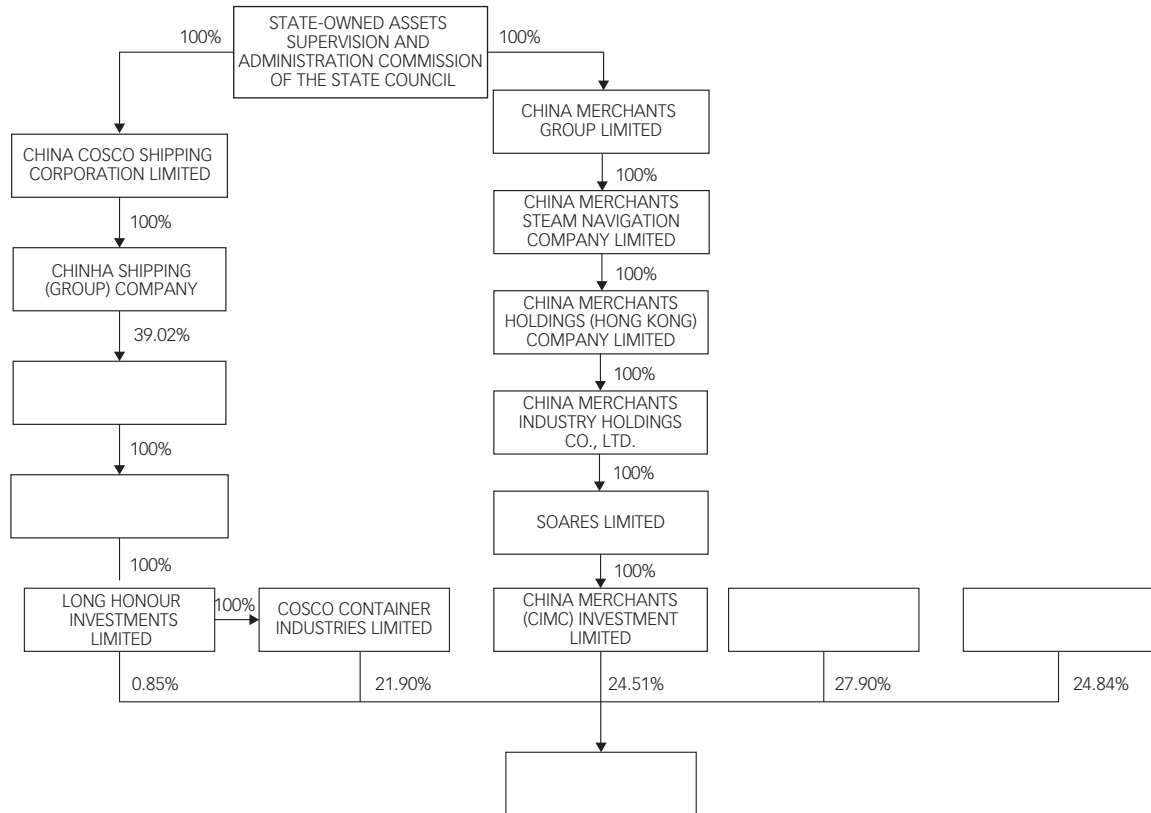 STATE-OWNED ASSETS
SUPERVISION AND
ADMINISTRATION COMMISSION
OF THE STATE COUNCIL
100%
100%
CHINA MERCHANTS
GROUP LIMITED
CHINA COSCO SHIPPING
CORPORATION LIMITED
100%
CHINA MERCHANTS
STEAM NAVIGATION
COMPANY LIMITED
100%
CHINHA SHIPPING
(GROUP) COMPANY
100%
CHINA MERCHANTS
HOLDINGS (HONG KONG)
COMPANY LIMITED
39.02%
100%
CHINA MERCHANTS
INDUSTRY HOLDINGS
CO., LTD.
100%
100%
SOARES LIMITED
100%
100%
LONG HONOUR
INVESTMENTS
LIMITED
100%
COSCO CONTAINER
INDUSTRIES LIMITED
CHINA MERCHANTS
(CIMC) INVESTMENT
LIMITED
0.85%
21.90%
24.51%
27.90%
24.84%